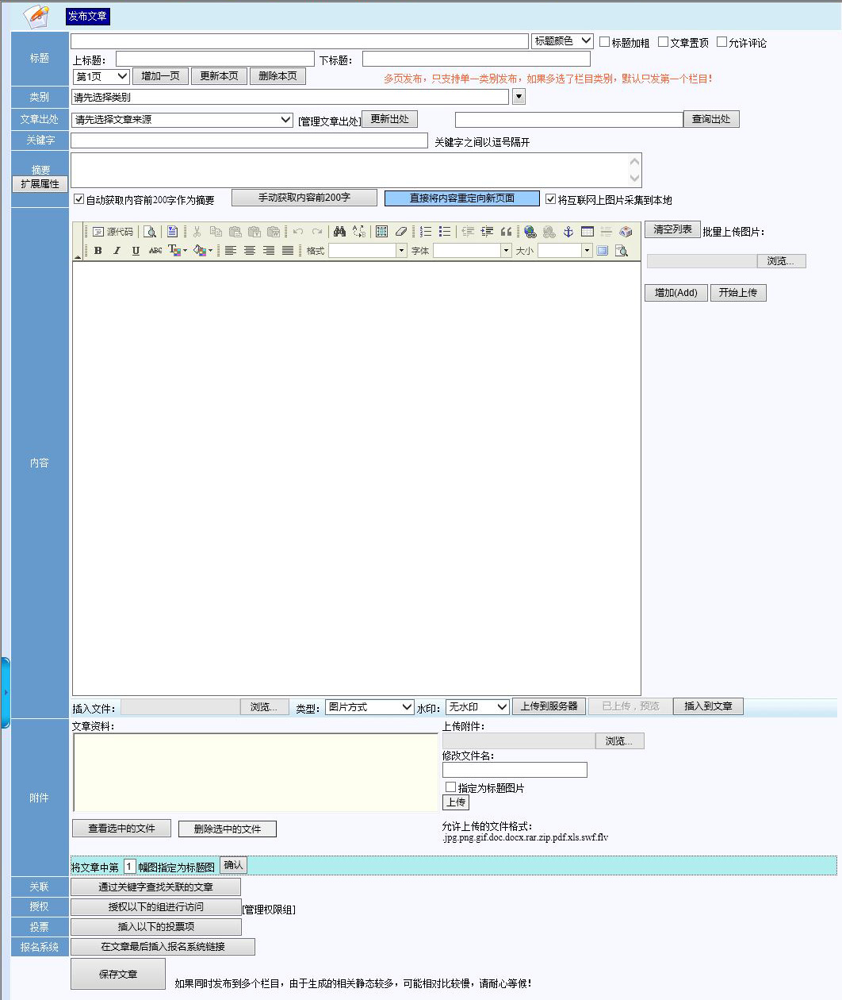 发布文章
标题
标题颜色 标题加粗 文章置顶 允许评论
上标题： 下标题：
第1页 增加一页 更新本页 删除本页 多页发布，只支持单一类别发布，如果多选了栏目类别，默认只发第一个栏目！
类别 请先选择类别
文章出处 请先选择文章来源 [管理文章出处] 更新出处 查询出处
关键字 关键字之间以逗号隔开
摘要
扩展属性
自动获取内容前200字作为摘要 手动获取内容前200字 直接将内容重定向新页面 将互联网上图片采集到本地
源代码
清空列表 批量上传图片：
B I U ABC 格式 字体 大小
浏览...
增加(Add) 开始上传
内容
插入文件： 浏览... 类型： 图片方式 水印： 无水印 上传到服务器 已上传，预览 插入到文章
文章资料： 上传附件：
浏览...
修改文件名：
附件
指定为标题图片
上传
查看选中的文件 删除选中的文件
允许上传的文件格式：
.jpg.png.gif.doc.docx.rar.zip.pdf.xls.swf.flv
将文章中第 1 幅图指定为标题图 确认
关联 通过关键字查找关联的文章
授权 授权以下的组进行访问 [管理权限组]
投票 插入以下的投票项
报名系统 在文章最后插入报名系统链接
保存文章 如果同时发布到多个栏目，由于生成的相关静态较多，可能相对比较慢，请耐心等候！